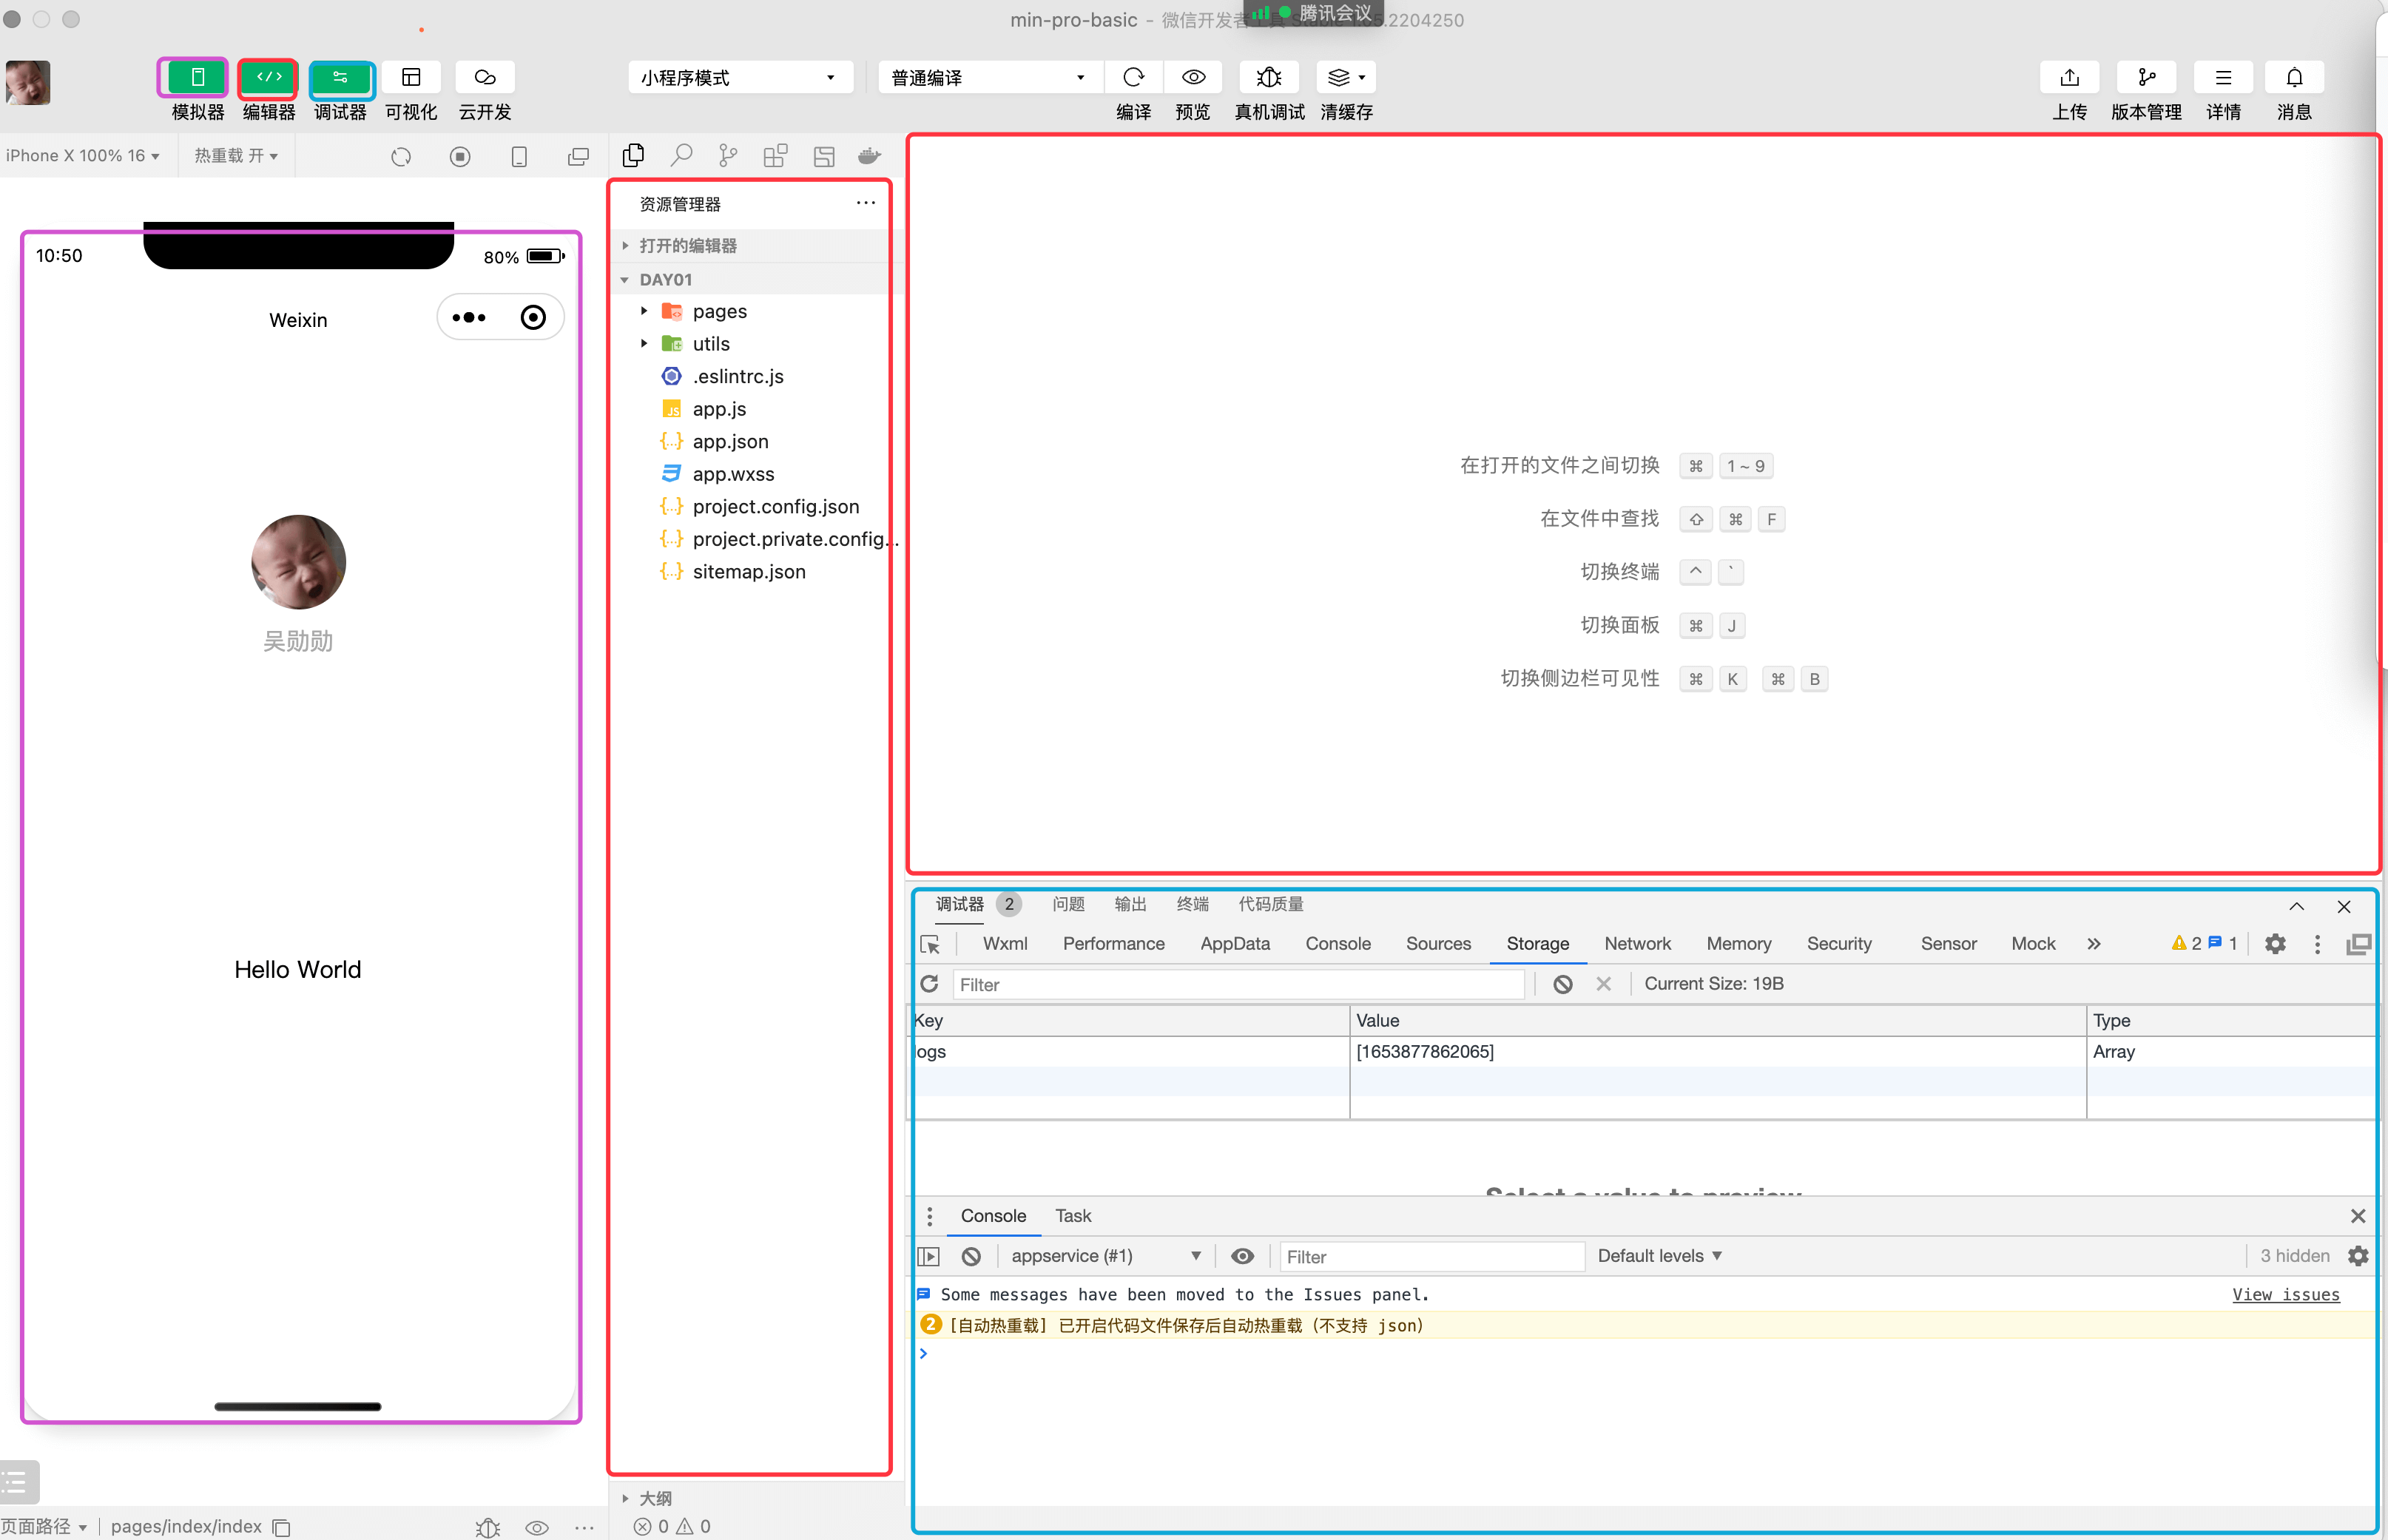 min-pro-basic – 微信开发者工具 Stable 1.05.2204250
腾讯会议
模拟器 编辑器 调试器 可视化 云开发
小程序模式
普通编译
编译 预览 真机调试 清缓存
上传 版本管理 详情 消息
iPhone X 100% 16
热重载 开
10:50
80%
Weixin
吴勋勋
Hello World
页面路径
pages/index/index
资源管理器
打开的编辑器
DAY01
pages
utils
.eslintrc.js
app.js
app.json
app.wxss
project.config.json
project.private.config...
sitemap.json
大纲
0 0
在打开的文件之间切换 ⌘ 1 ~ 9
在文件中查找 ⇧ ⌘ F
切换终端 ^ `
切换面板 ⌘ J
切换侧边栏可见性 ⌘ K ⌘ B
调试器 2 问题 输出 终端 代码质量
Wxml Performance AppData Console Sources Storage Network Memory Security Sensor Mock 2 1
Filter
Current Size: 19B
Key Value Type
logs [1653877862065] Array
Select a value to preview
Console Task
appservice (#1)
Filter
Default levels
3 hidden
Some messages have been moved to the Issues panel.
View issues
2 [自动热重载] 已开启代码文件保存后自动热重载（不支持 json）